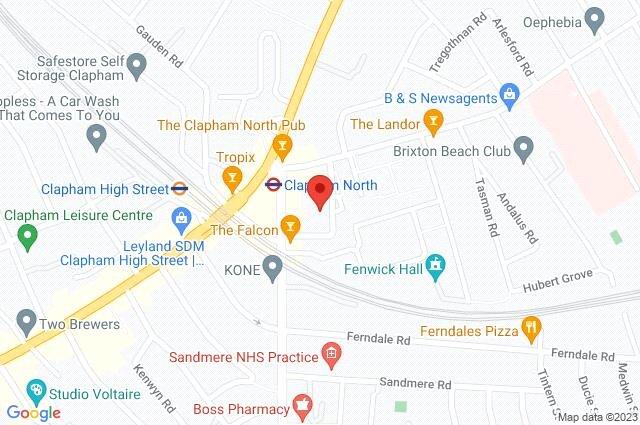 Oephebia
Gauden Rd
Tregothnan Rd
Arlesford Rd
Safestore Self
Storage Clapham
opless - A Car Wash
That Comes To You
B & S Newsagents
The Clapham North Pub
The Landor
Tropix
Brixton Beach Club
Clapham High Street
Clapham North
Tasman Rd
Andalus Rd
Clapham Leisure Centre
The Falcon
Leyland SDM
Clapham High Street |...
KONE
Fenwick Hall
Hubert Grove
Two Brewers
Ferndale Rd
Ferndales Pizza
Ferndale Rd
Sandmere NHS Practice
Kenwyn Rd
Sandmere Rd
Tintern S
Ducie S
Medwin S
Studio Voltaire
Boss Pharmacy
Google
Map data ©2023